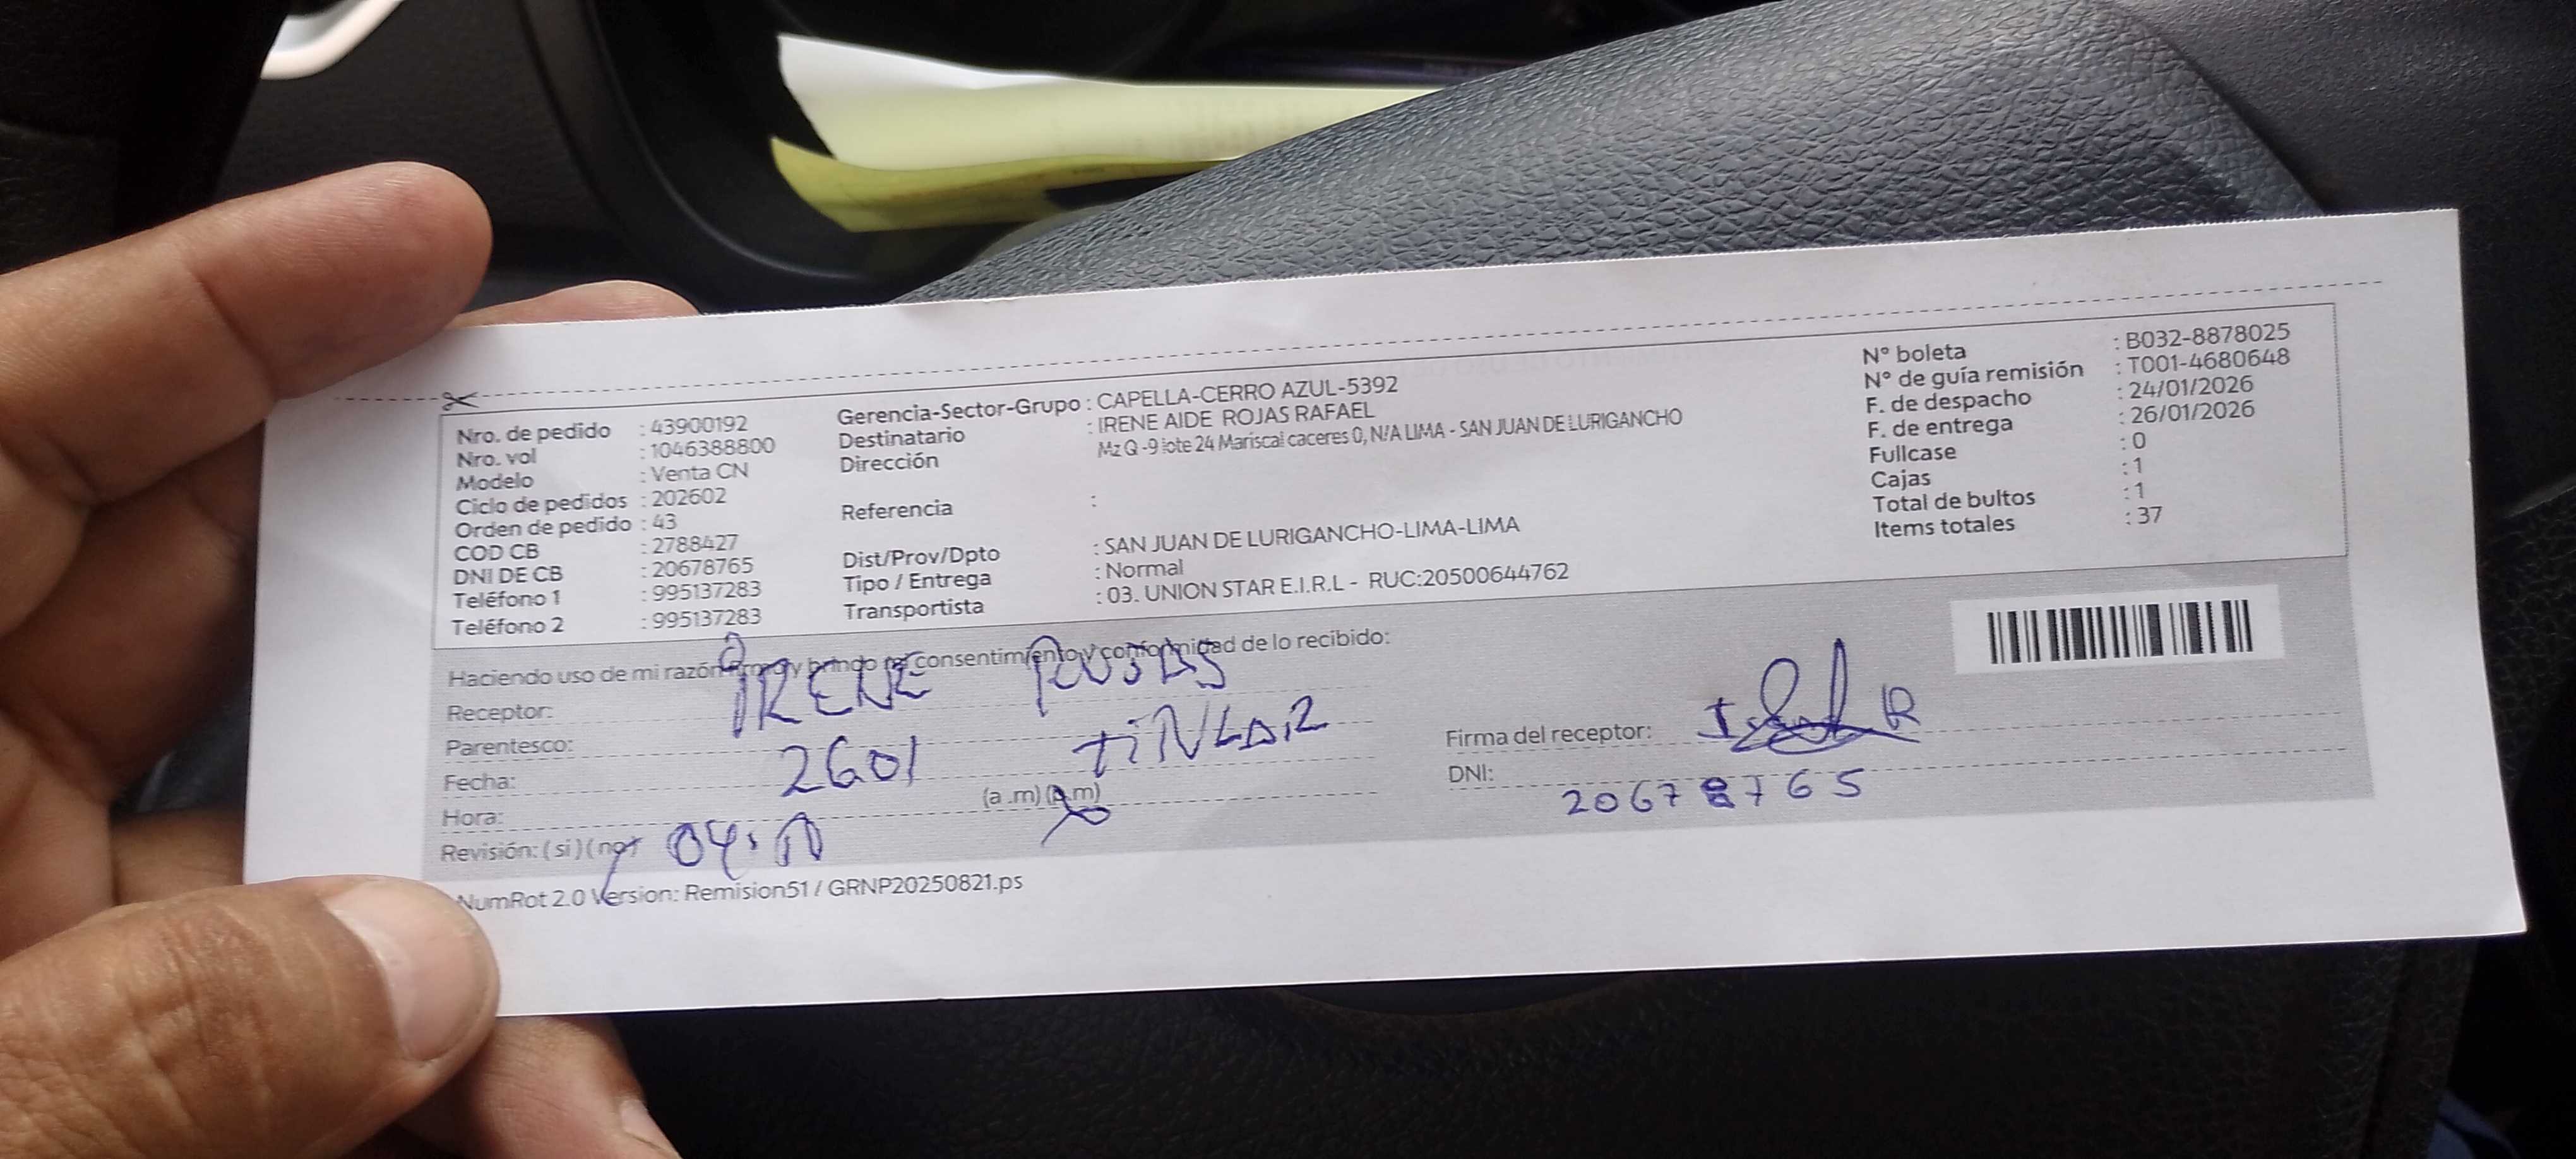 Nro. de pedido : 43900192
Nro. vol : 1046388800
Modelo : Venta CN
Ciclo de pedidos : 202602
Orden de pedido : 43
COD CB : 2788427
DNI DE CB : 20678765
Teléfono 1 : 995137283
Teléfono 2 : 995137283
Gerencia-Sector-Grupo : CAPELLA-CERRO AZUL-5392
Destinatario : IRENE AIDE ROJAS RAFAEL
Dirección Mz Q -9 lote 24 Mariscal caceres 0, N/A LIMA - SAN JUAN DE LURIGANCHO
Referencia :
Dist/Prov/Dpto : SAN JUAN DE LURIGANCHO-LIMA-LIMA
Tipo / Entrega : Normal
Transportista : 03. UNION STAR E.I.R.L - RUC:20500644762
N° boleta : B032-8878025
N° de guía remisión : T001-4680648
F. de despacho : 24/01/2026
F. de entrega : 26/01/2026
Fullcase : 0
Cajas : 1
Total de bultos : 1
Items totales : 37
Haciendo uso de mi razón firmo y brindo mi consentimiento y conformidad de lo recibido:
Receptor: IRENE ROJAS
Parentesco: tiNLAR
Fecha: 2601
Hora: (a .m) (p.m)
Revisión: ( si ) ( no )
Firma del receptor:
DNI: 20678765
NumRot 2.0 Version: Remision51 / GRNP20250821.ps